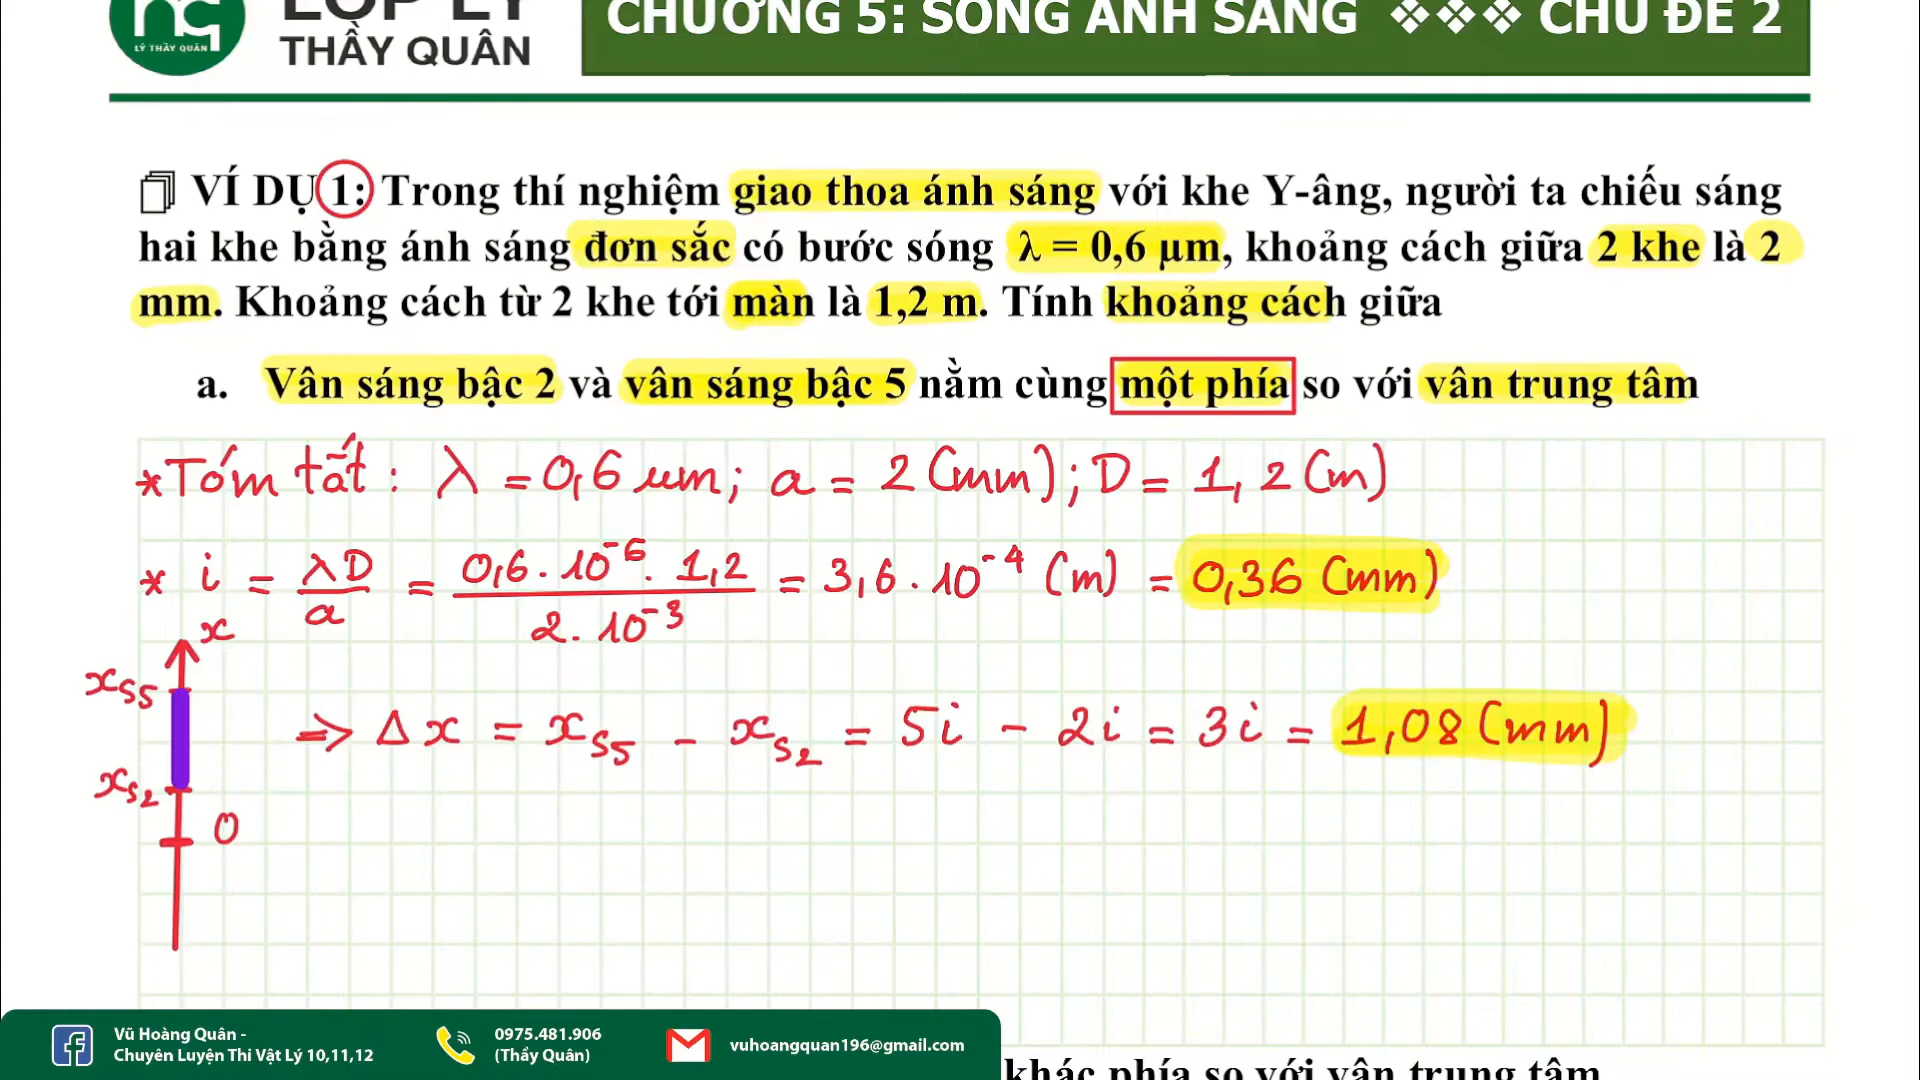 LỚP LÝ
THẦY QUÂN
LÝ THẦY QUÂN
CHƯƠNG 5: SÓNG ÁNH SÁNG ❖❖❖ CHỦ ĐỀ 2
VÍ DỤ 1: Trong thí nghiệm giao thoa ánh sáng với khe Y-âng, người ta chiếu sáng
hai khe bằng ánh sáng đơn sắc có bước sóng λ = 0,6 μm, khoảng cách giữa 2 khe là 2
mm. Khoảng cách từ 2 khe tới màn là 1,2 m. Tính khoảng cách giữa
a. Vân sáng bậc 2 và vân sáng bậc 5 nằm cùng một phía so với vân trung tâm
* Tóm tắt : λ = 0,6 μm; a = 2 (mm); D = 1,2 (m)
* i = λD/a = 0,6 . 10⁻⁶ . 1,2 / 2 . 10⁻³ = 3,6 . 10⁻⁴ (m) = 0,36 (mm)
x
xS5
=> Δx = xS5 - xS2 = 5i - 2i = 3i = 1,08 (mm)
xS2
0
Vũ Hoàng Quân -
Chuyên Luyện Thi Vật Lý 10,11,12
0975.481.906
(Thầy Quân)
vuhoangquan196@gmail.com
khác phía so với vân trung tâm